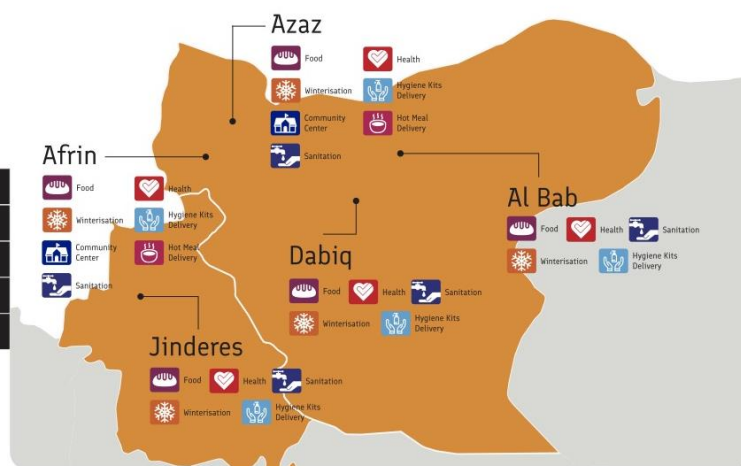 Azaz
Food
Health
Winterisation
Hygiene Kits
Delivery
Community
Center
Hot Meal
Delivery
Sanitation
Afrin
Food
Health
Winterisation
Hygiene Kits
Delivery
Community
Center
Hot Meal
Delivery
Sanitation
Al Bab
Food
Health
Sanitation
Winterisation
Hygiene Kits
Delivery
Dabiq
Food
Health
Sanitation
Winterisation
Hygiene Kits
Delivery
Jinderes
Food
Health
Sanitation
Winterisation
Hygiene Kits
Delivery